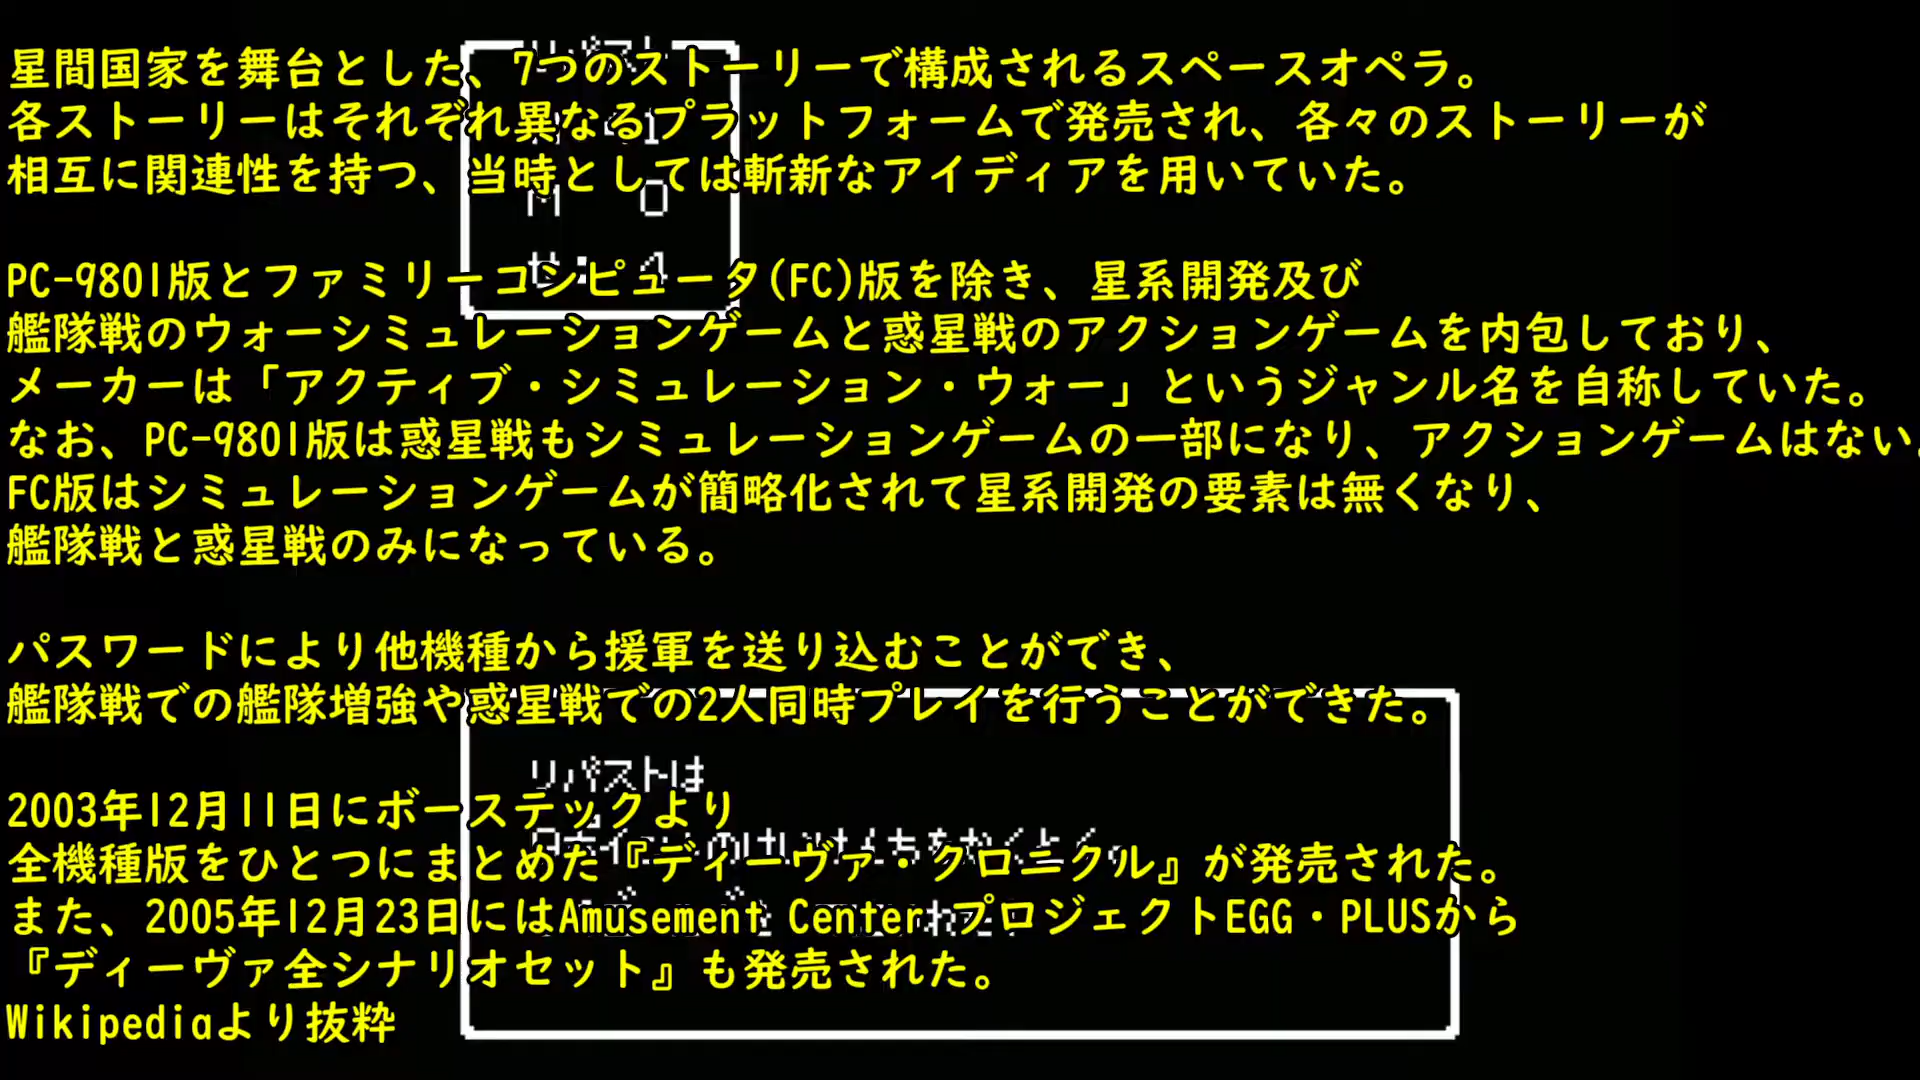 星間国家を舞台とした、7つのストーリーで構成されるスペースオペラ。
各ストーリーはそれぞれ異なるプラットフォームで発売され、各々のストーリーが
相互に関連性を持つ、当時としては斬新なアイディアを用いていた。
PC-9801版とファミリーコンピュータ(FC)版を除き、星系開発及び
艦隊戦のウォーシミュレーションゲームと惑星戦のアクションゲームを内包しており、
メーカーは「アクティブ・シミュレーション・ウォー」というジャンル名を自称していた。
なお、PC-9801版は惑星戦もシミュレーションゲームの一部になり、アクションゲームはない。
FC版はシミュレーションゲームが簡略化されて星系開発の要素は無くなり、
艦隊戦と惑星戦のみになっている。
パスワードにより他機種から援軍を送り込むことができ、
艦隊戦での艦隊増強や惑星戦での2人同時プレイを行うことができた。
2003年12月11日にボーステックより
全機種版をひとつにまとめた『ディーヴァ・クロニクル』が発売された。
また、2005年12月23日にはAmusement Center プロジェクトEGG・PLUSから
『ディーヴァ全シナリオセット』も発売された。
Wikipediaより抜粋
リパスト
M 0
せ: 4
リパストは